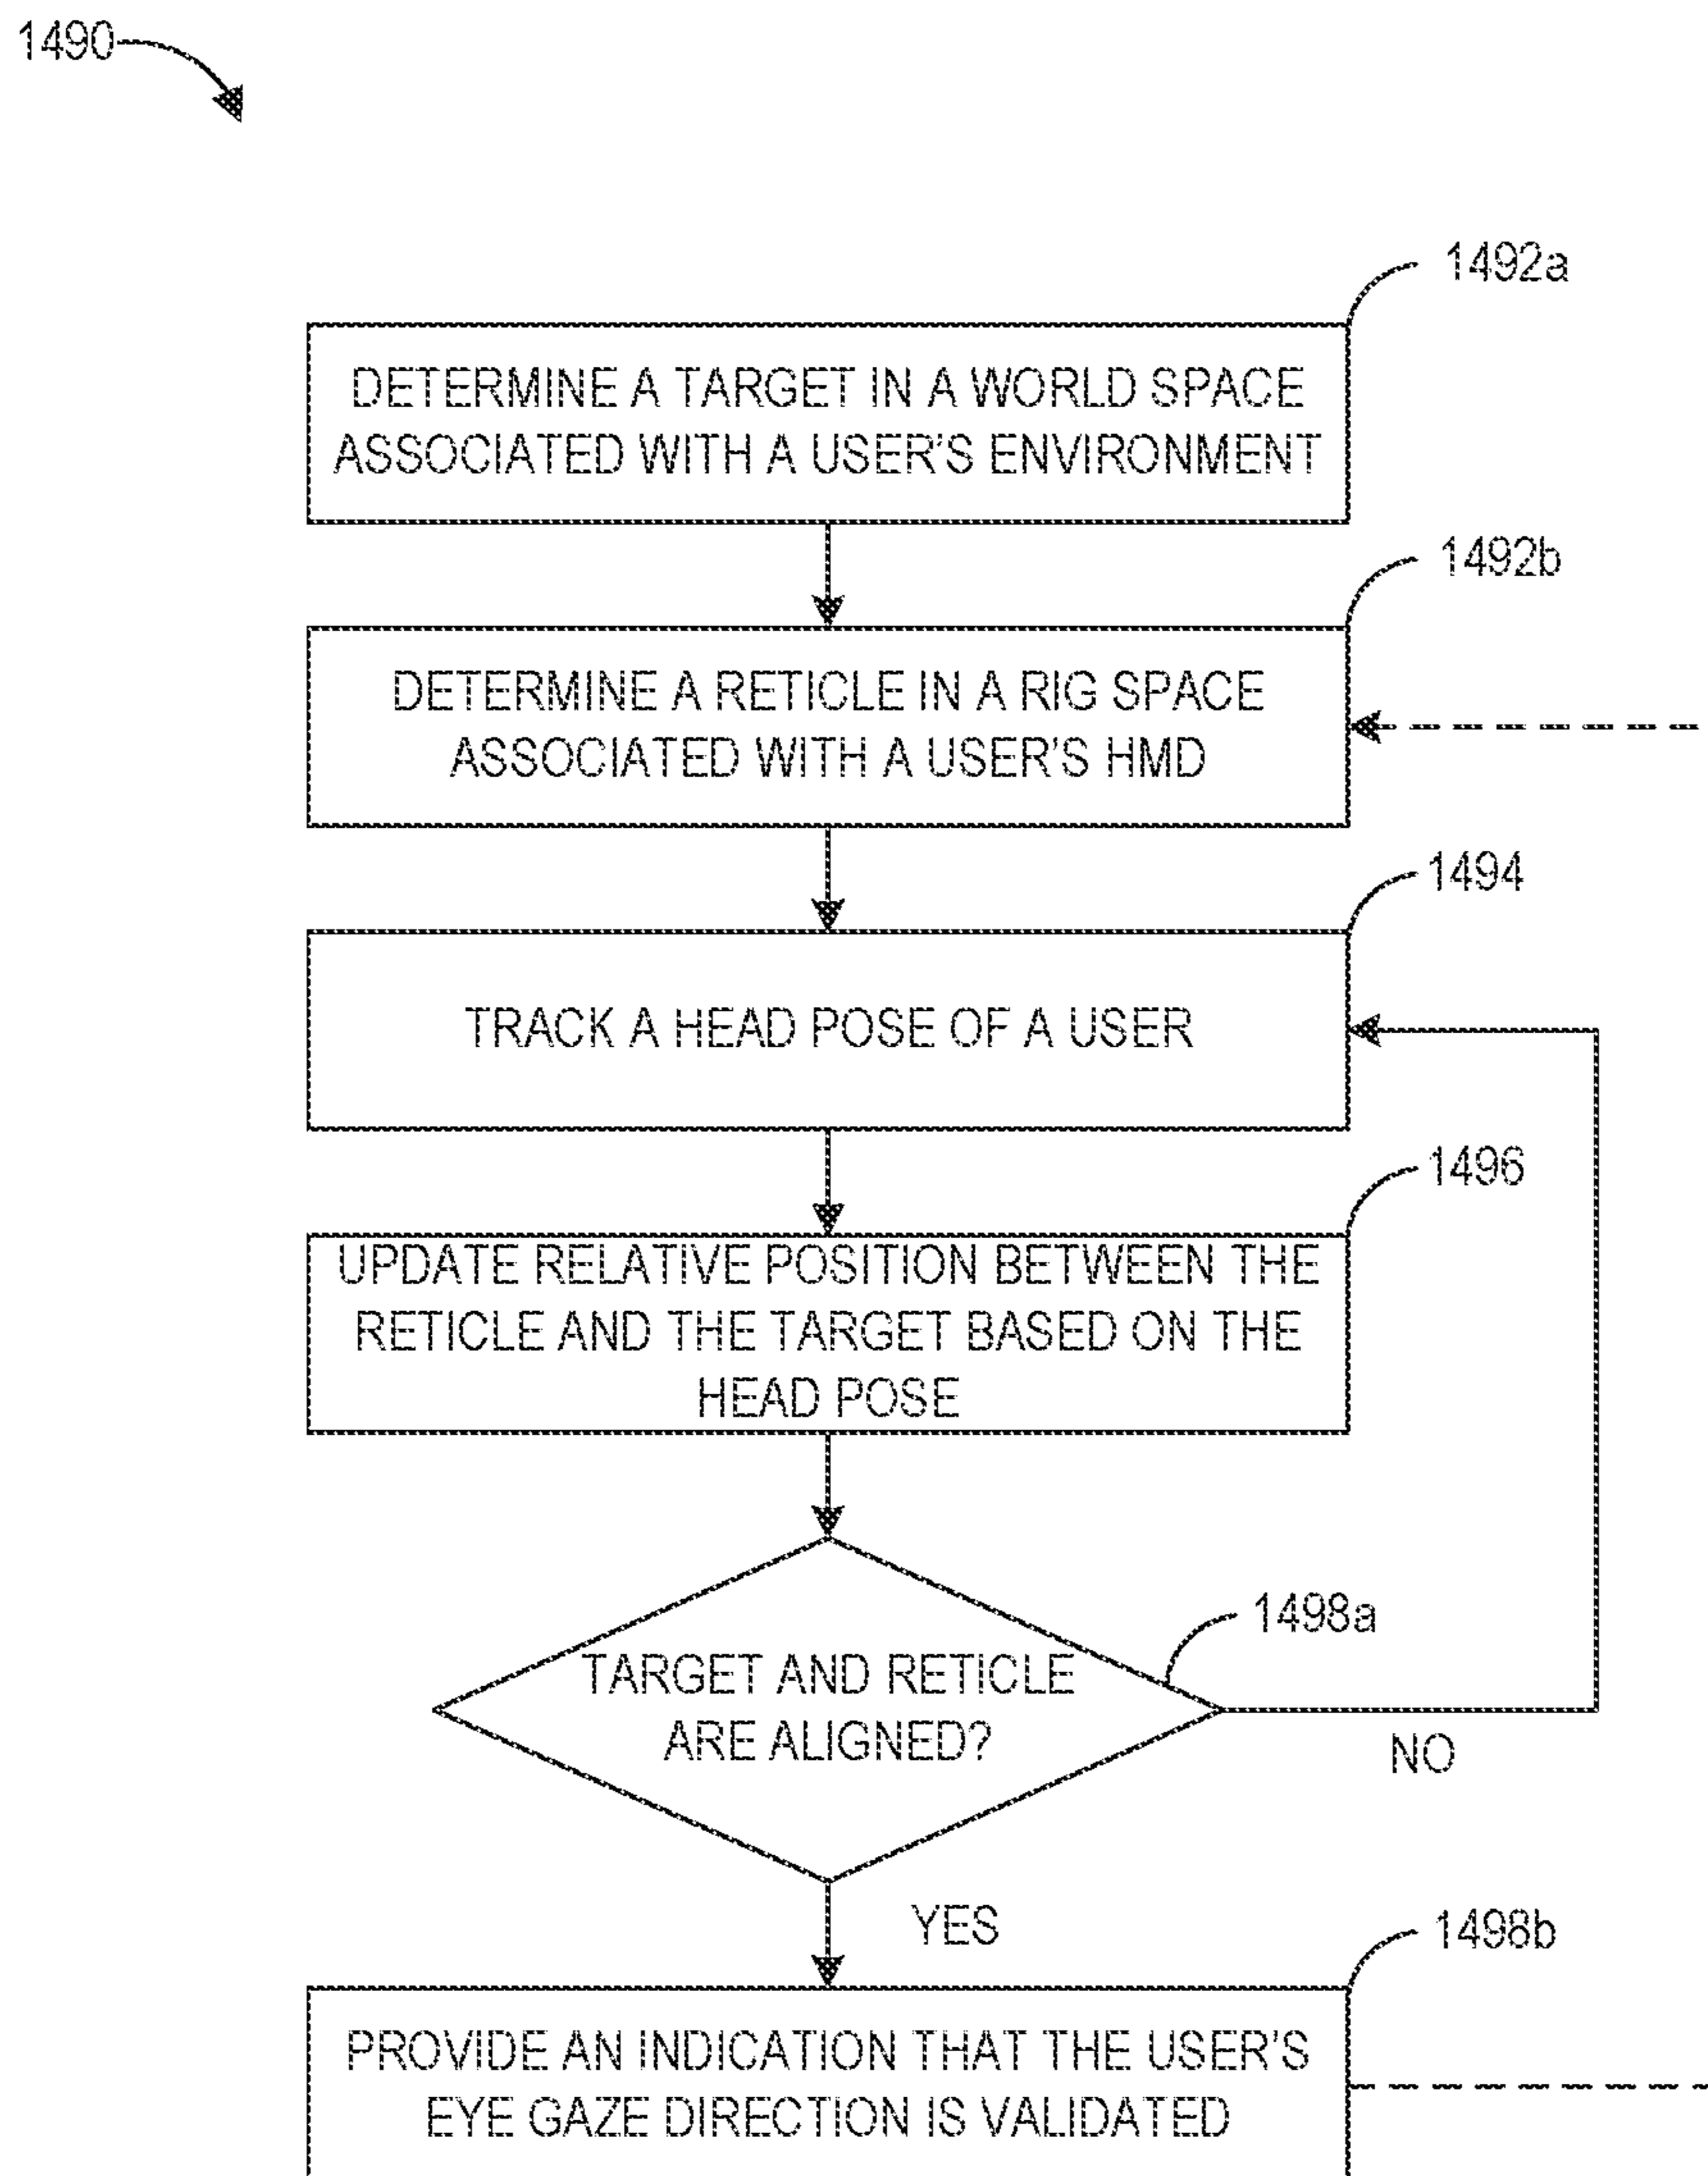 1490
1492a
DETERMINE A TARGET IN A WORLD SPACE
ASSOCIATED WITH A USER'S ENVIRONMENT
1492b
DETERMINE A RETICLE IN A RIG SPACE
ASSOCIATED WITH A USER'S HMD
1494
TRACK A HEAD POSE OF A USER
1496
UPDATE RELATIVE POSITION BETWEEN THE
RETICLE AND THE TARGET BASED ON THE
HEAD POSE
1498a
TARGET AND RETICLE
ARE ALIGNED?
NO
YES
1498b
PROVIDE AN INDICATION THAT THE USER'S
EYE GAZE DIRECTION IS VALIDATED